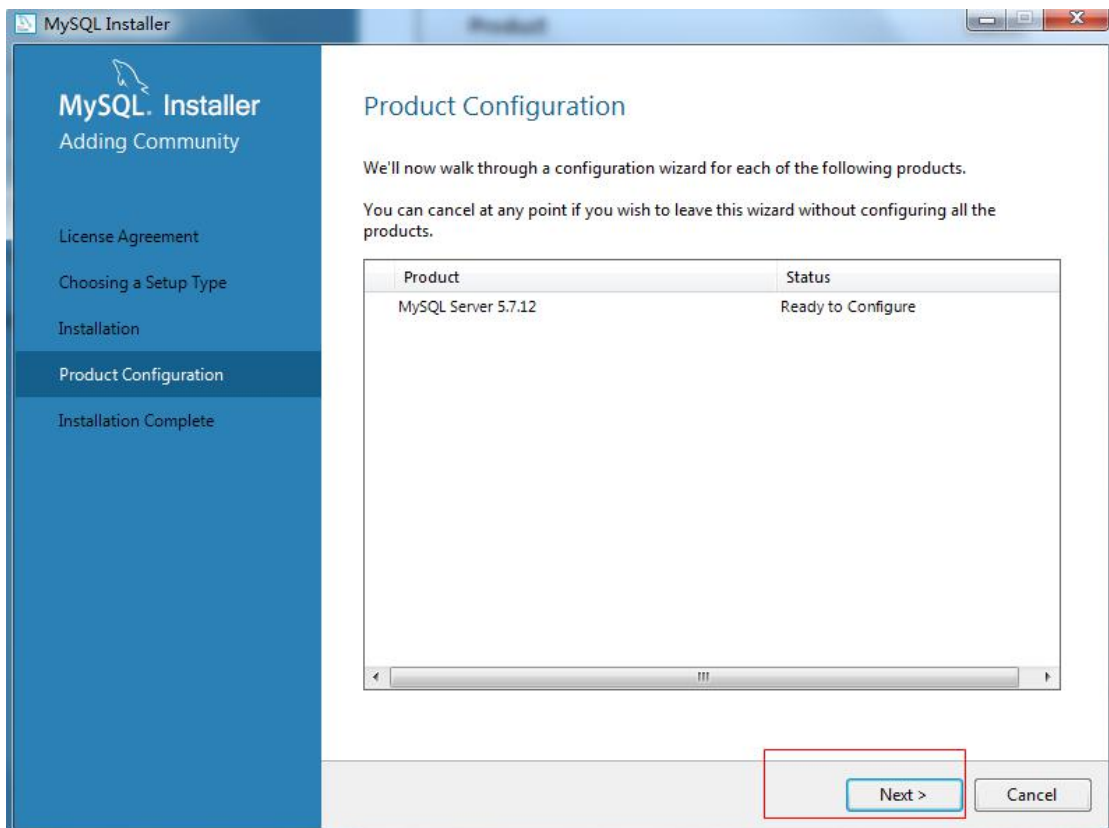 MySQL Installer
Product
MySQL. Installer
Adding Community
License Agreement
Choosing a Setup Type
Installation
Product Configuration
Installation Complete
Product Configuration
We'll now walk through a configuration wizard for each of the following products.
You can cancel at any point if you wish to leave this wizard without configuring all the
products.
Product Status
MySQL Server 5.7.12 Ready to Configure
Next >
Cancel